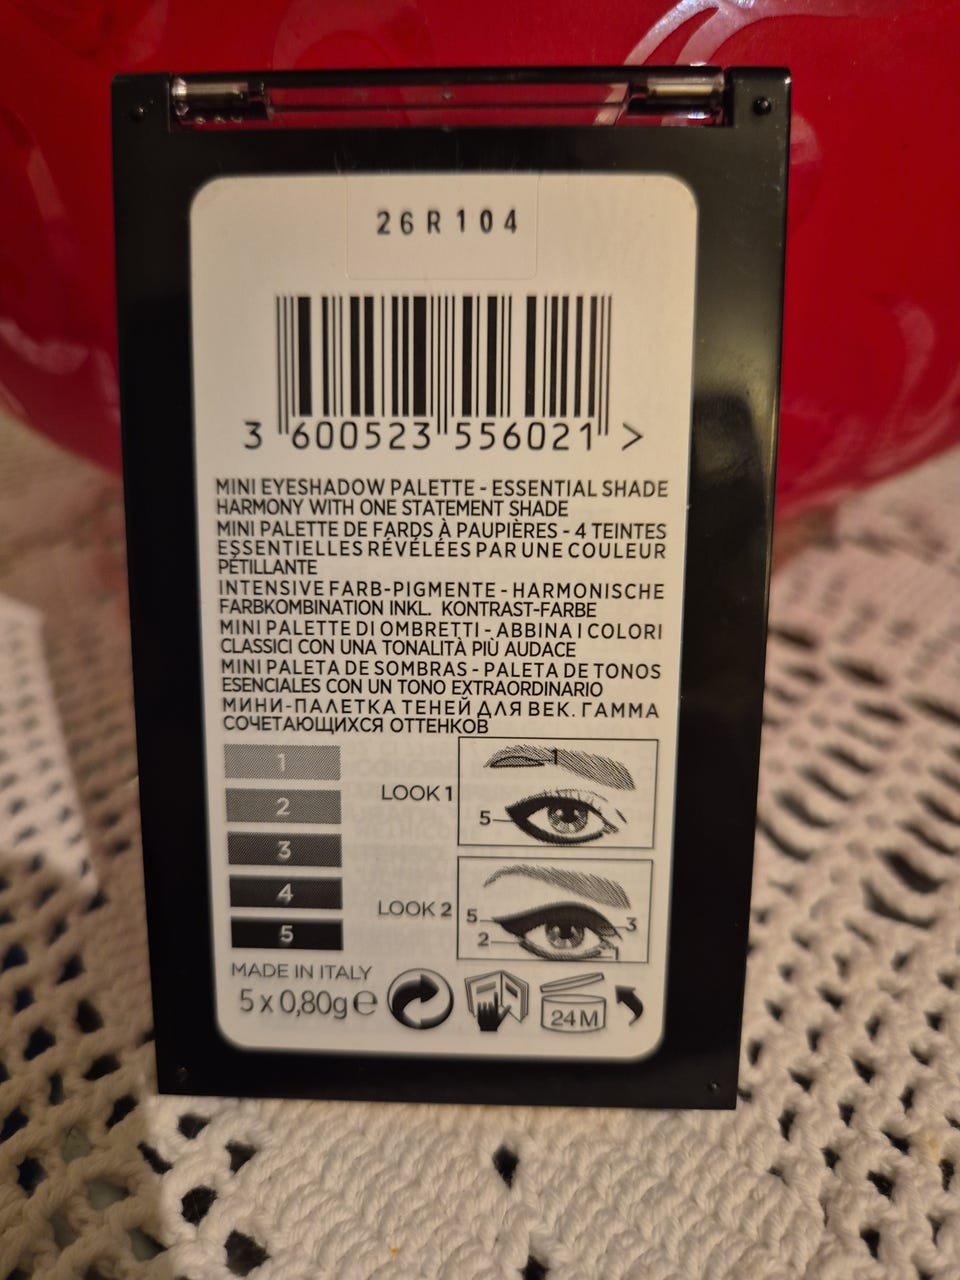 26R104
3 600523 556021 >
MINI EYESHADOW PALETTE - ESSENTIAL SHADE
HARMONY WITH ONE STATEMENT SHADE
MINI PALETTE DE FARDS À PAUPIÈRES - 4 TEINTES
ESSENTIELLES RÉVÉLÉES PAR UNE COULEUR
PÉTILLANTE
INTENSIVE FARB-PIGMENTE - HARMONISCHE
FARBKOMBINATION INKL. KONTRAST-FARBE
MINI PALETTE DI OMBRETTI - ABBINA I COLORI
CLASSICI CON UNA TONALITÀ PIÙ AUDACE
MINI PALETA DE SOMBRAS - PALETA DE TONOS
ESENCIALES CON UN TONO EXTRAORDINARIO
МИНИ-ПАЛЕТКА ТЕНЕЙ ДЛЯ ВЕК. ГАММА
СОЧЕТАЮЩИХСЯ ОТТЕНКОВ
1
2
3
4
5
LOOK 1
1
5
LOOK 2
5
3
2
1
MADE IN ITALY
5 x 0,80g e
24M